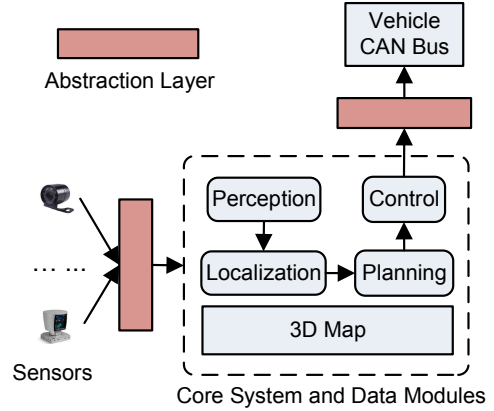 Vehicle
CAN Bus
Abstraction Layer
Perception
Control
Localization
Planning
... ...
3D Map
Sensors
Core System and Data Modules